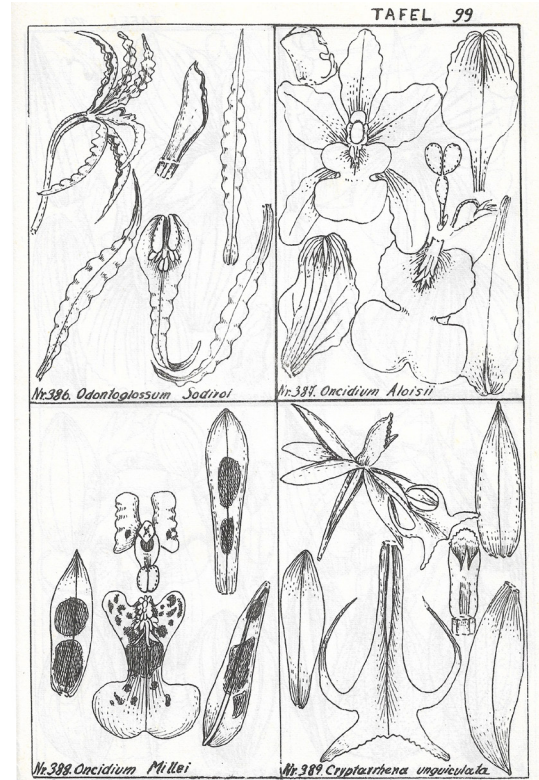 TAFEL 99
Nr.386. Odontoglossum Sodiroi
Nr.387. Oncidium Aloisii
Nr.388. Oncidium Millei
Nr.389. Cryptarrhena unguiculata